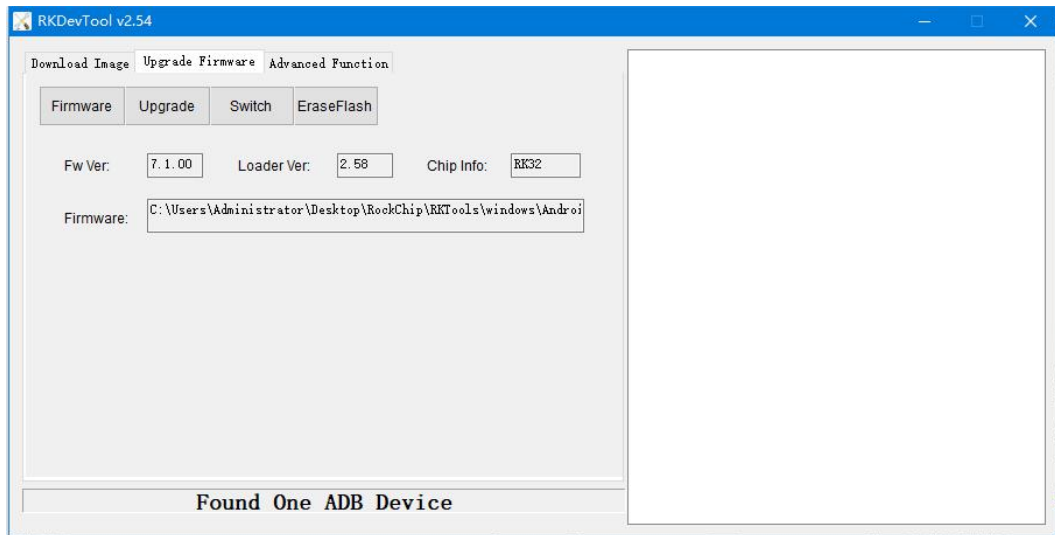 RKDevTool v2.54
Download Image Upgrade Firmware Advanced Function
Firmware Upgrade Switch EraseFlash
Fw Ver: 7.1.00 Loader Ver: 2.58 Chip Info: RK32
Firmware: C:\Users\Administrator\Desktop\RockChip\RKTools\windows\Androi
Found One ADB Device